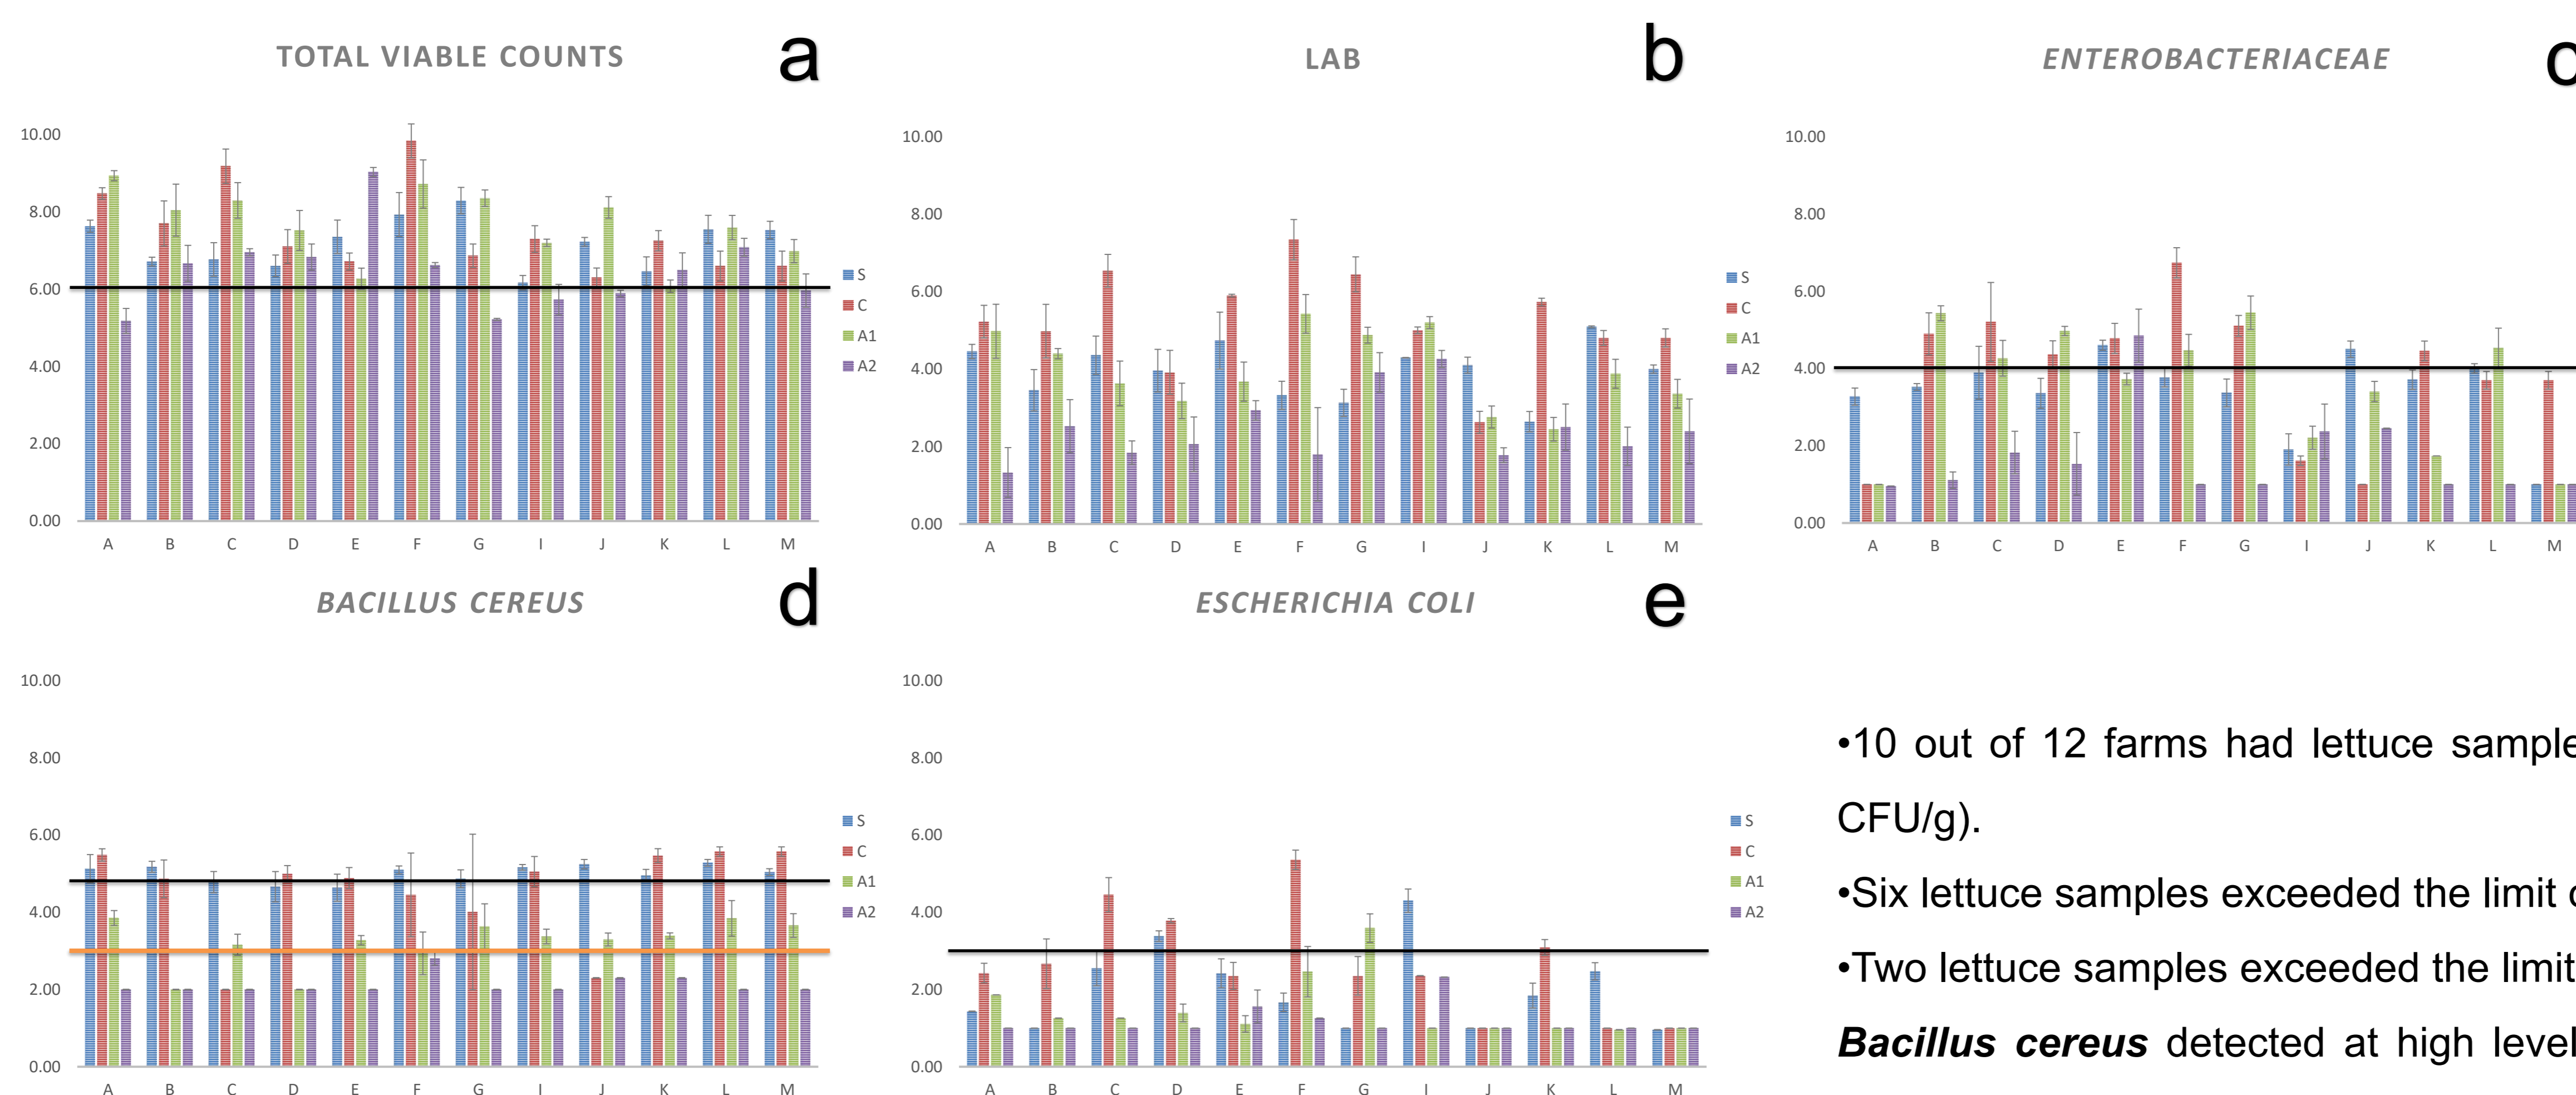 TOTAL VIABLE COUNTS
a
10.00
8.00
6.00
4.00
2.00
0.00
A B C D E F G I J K L M
S
C
A1
A2
LAB
b
10.00
8.00
6.00
4.00
2.00
0.00
A B C D E F G I J K L M
S
C
A1
A2
ENTEROBACTERIACEAE
10.00
8.00
6.00
4.00
2.00
0.00
A B C D E F G I J K L M
BACILLUS CEREUS
d
10.00
8.00
6.00
4.00
2.00
0.00
A B C D E F G I J K L M
S
C
A1
A2
ESCHERICHIA COLI
e
10.00
8.00
6.00
4.00
2.00
0.00
A B C D E F G I J K L M
S
C
A1
A2
•10 out of 12 farms had lettuce sample
CFU/g).
•Six lettuce samples exceeded the limit
•Two lettuce samples exceeded the limit
Bacillus cereus detected at high level